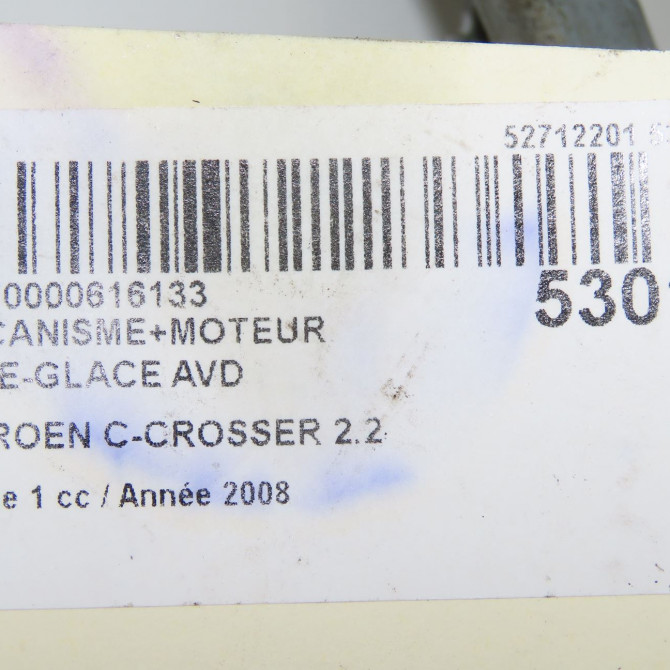 52712201
0000616133
530
CANISME+MOTEUR
E-GLACE AVD
ROEN C-CROSSER 2.2
e 1 cc / Année 2008